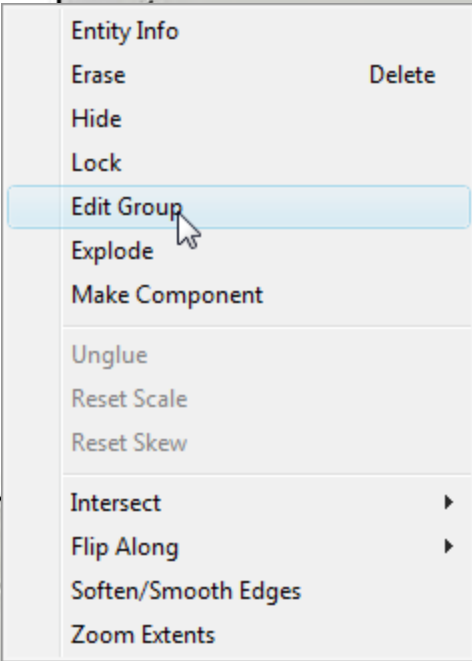 Entity Info
Erase Delete
Hide
Lock
Edit Group
Explode
Make Component
Unglue
Reset Scale
Reset Skew
Intersect
Flip Along
Soften/Smooth Edges
Zoom Extents